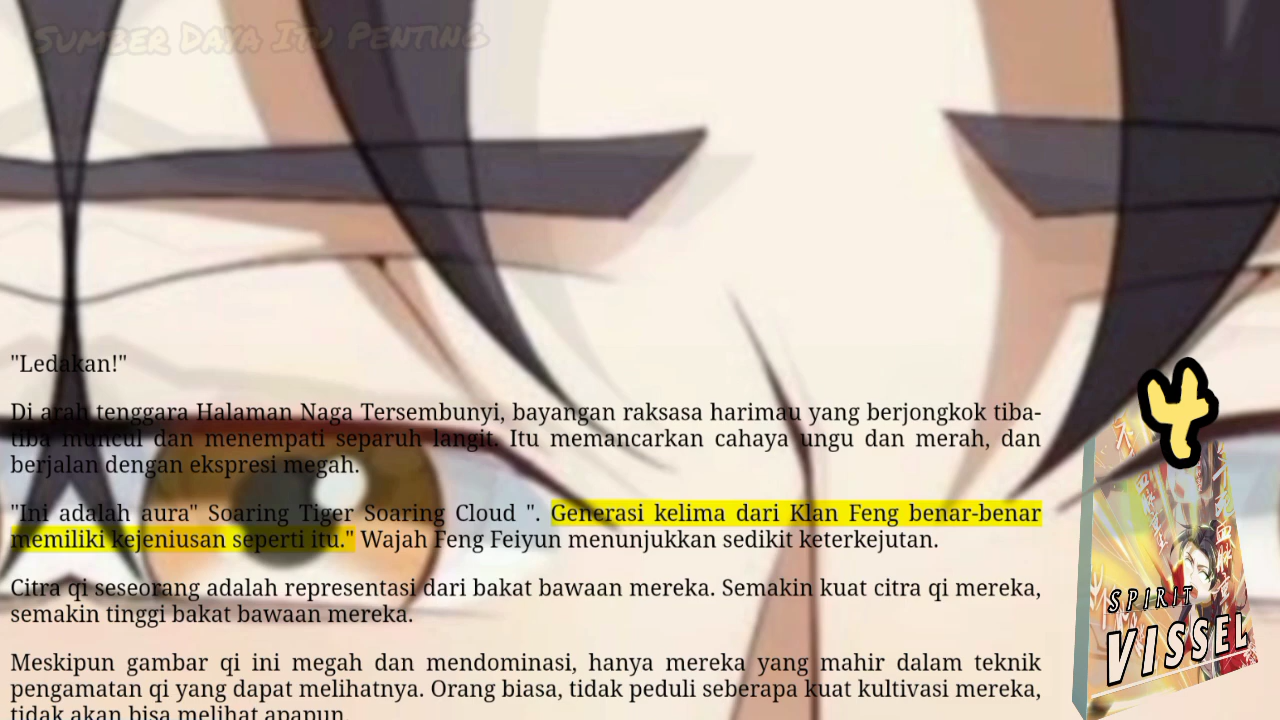 Sumber Daya Itu Penting
"Ledakan!"
Di arah tenggara Halaman Naga Tersembunyi, bayangan raksasa harimau yang berjongkok tiba-
tiba muncul dan menempati separuh langit. Itu memancarkan cahaya ungu dan merah, dan
berjalan dengan ekspresi megah.
"Ini adalah aura" Soaring Tiger Soaring Cloud ". Generasi kelima dari Klan Feng benar-benar
memiliki kejeniusan seperti itu." Wajah Feng Feiyun menunjukkan sedikit keterkejutan.
Citra qi seseorang adalah representasi dari bakat bawaan mereka. Semakin kuat citra qi mereka,
semakin tinggi bakat bawaan mereka.
Meskipun gambar qi ini megah dan mendominasi, hanya mereka yang mahir dalam teknik
pengamatan qi yang dapat melihatnya. Orang biasa, tidak peduli seberapa kuat kultivasi mereka,
tidak akan bisa melihat apapun.
4
SPIRIT
VISSEL